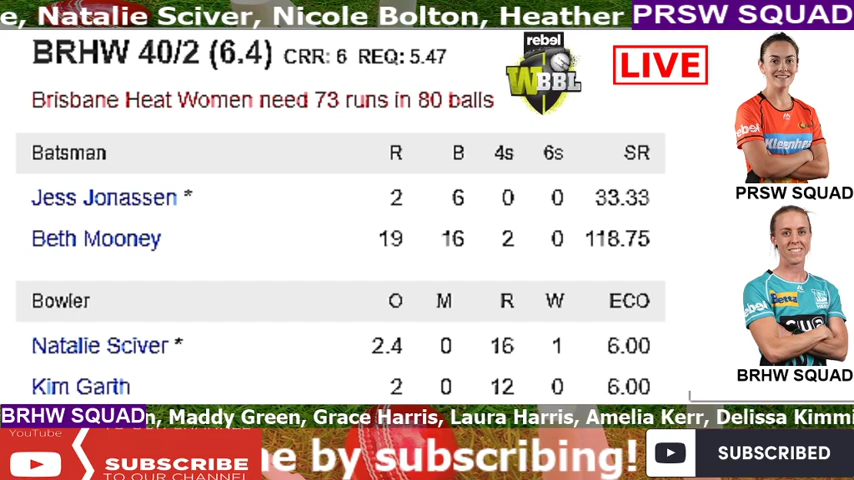 e, Natalie Sciver, Nicole Bolton, Heather
PRSW SQUAD
BRHW 40/2 (6.4) CRR: 6 REQ: 5.47
rebel
WBBL
LIVE
Brisbane Heat Women need 73 runs in 80 balls
Batsman R B 4s 6s SR
Jess Jonassen * 2 6 0 0 33.33
Beth Mooney 19 16 2 0 118.75
Bowler O M R W ECO
Natalie Sciver * 2.4 0 16 1 6.00
Kim Garth 2 0 12 0 6.00
rebel
Kleenheat
PRSW SQUAD
rebel
Betta
BRHW SQUAD
BRHW SQUAD
n, Maddy Green, Grace Harris, Laura Harris, Amelia Kerr, Delissa Kimmi
YouTube
SUBSCRIBE
TO OUR CHANNEL
e by subscribing!
SUBSCRIBED